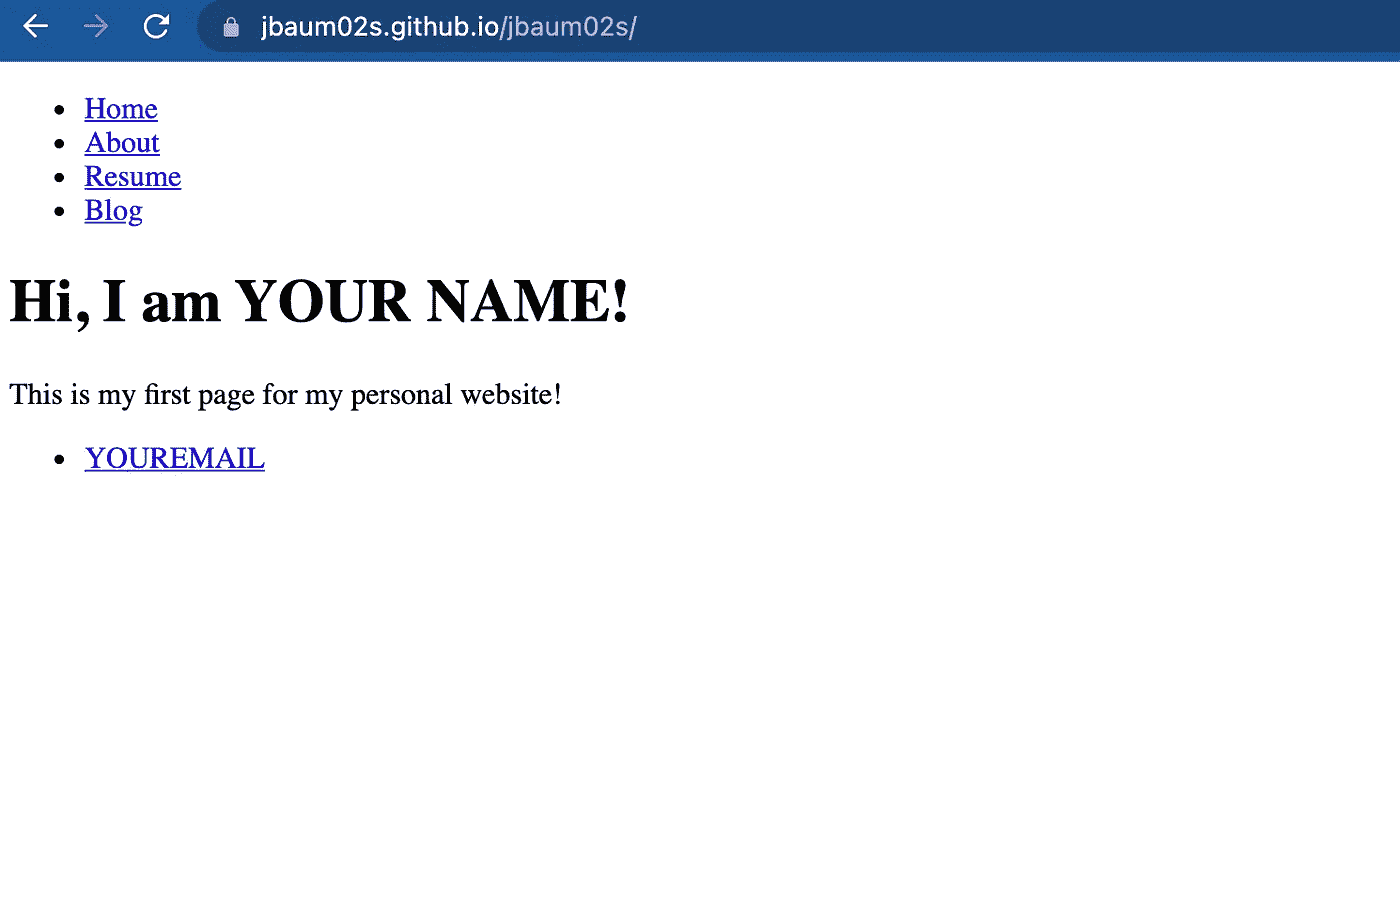 jbaum02s.github.io/jbaum02s/
Home
About
Resume
Blog
Hi, I am YOUR NAME!
This is my first page for my personal website!
YOUREMAIL